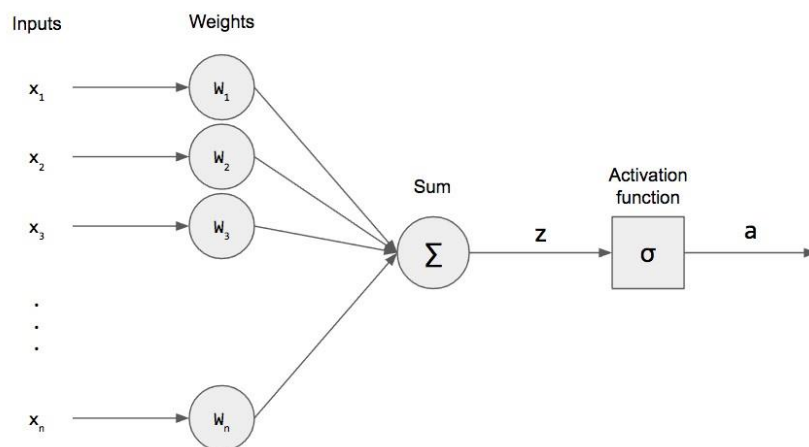 Inputs
Weights
x₁
W₁
x₂
W₂
Sum
Activation
function
x₃
W₃
Σ
z
σ
a
.
.
.
xₙ
Wₙ